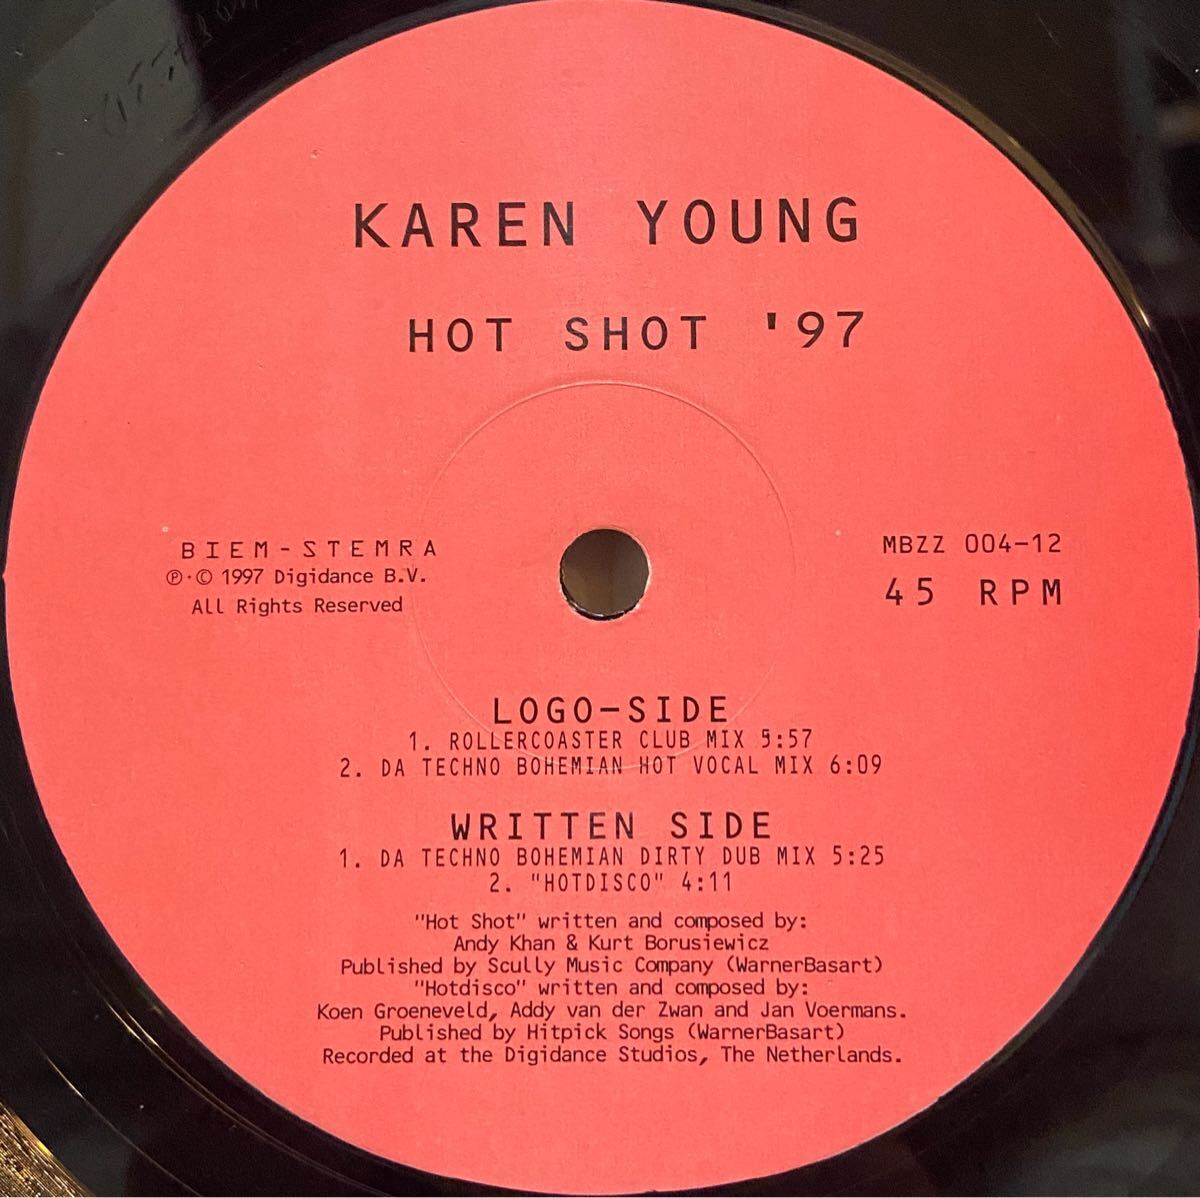 KAREN YOUNG
HOT SHOT '97
BIEM-STEMRA
℗·© 1997 Digidance B.V.
All Rights Reserved
MBZZ 004-12
45 RPM
LOGO-SIDE
1. ROLLERCOASTER CLUB MIX 5:57
2. DA TECHNO BOHEMIAN HOT VOCAL MIX 6:09
WRITTEN SIDE
1. DA TECHNO BOHEMIAN DIRTY DUB MIX 5:25
2. "HOTDISCO" 4:11
"Hot Shot" written and composed by:
Andy Khan & Kurt Borusiewicz
Published by Scully Music Company (WarnerBasart)
"Hotdisco" written and composed by:
Koen Groeneveld, Addy van der Zwan and Jan Voermans.
Published by Hitpick Songs (WarnerBasart)
Recorded at the Digidance Studios, The Netherlands.